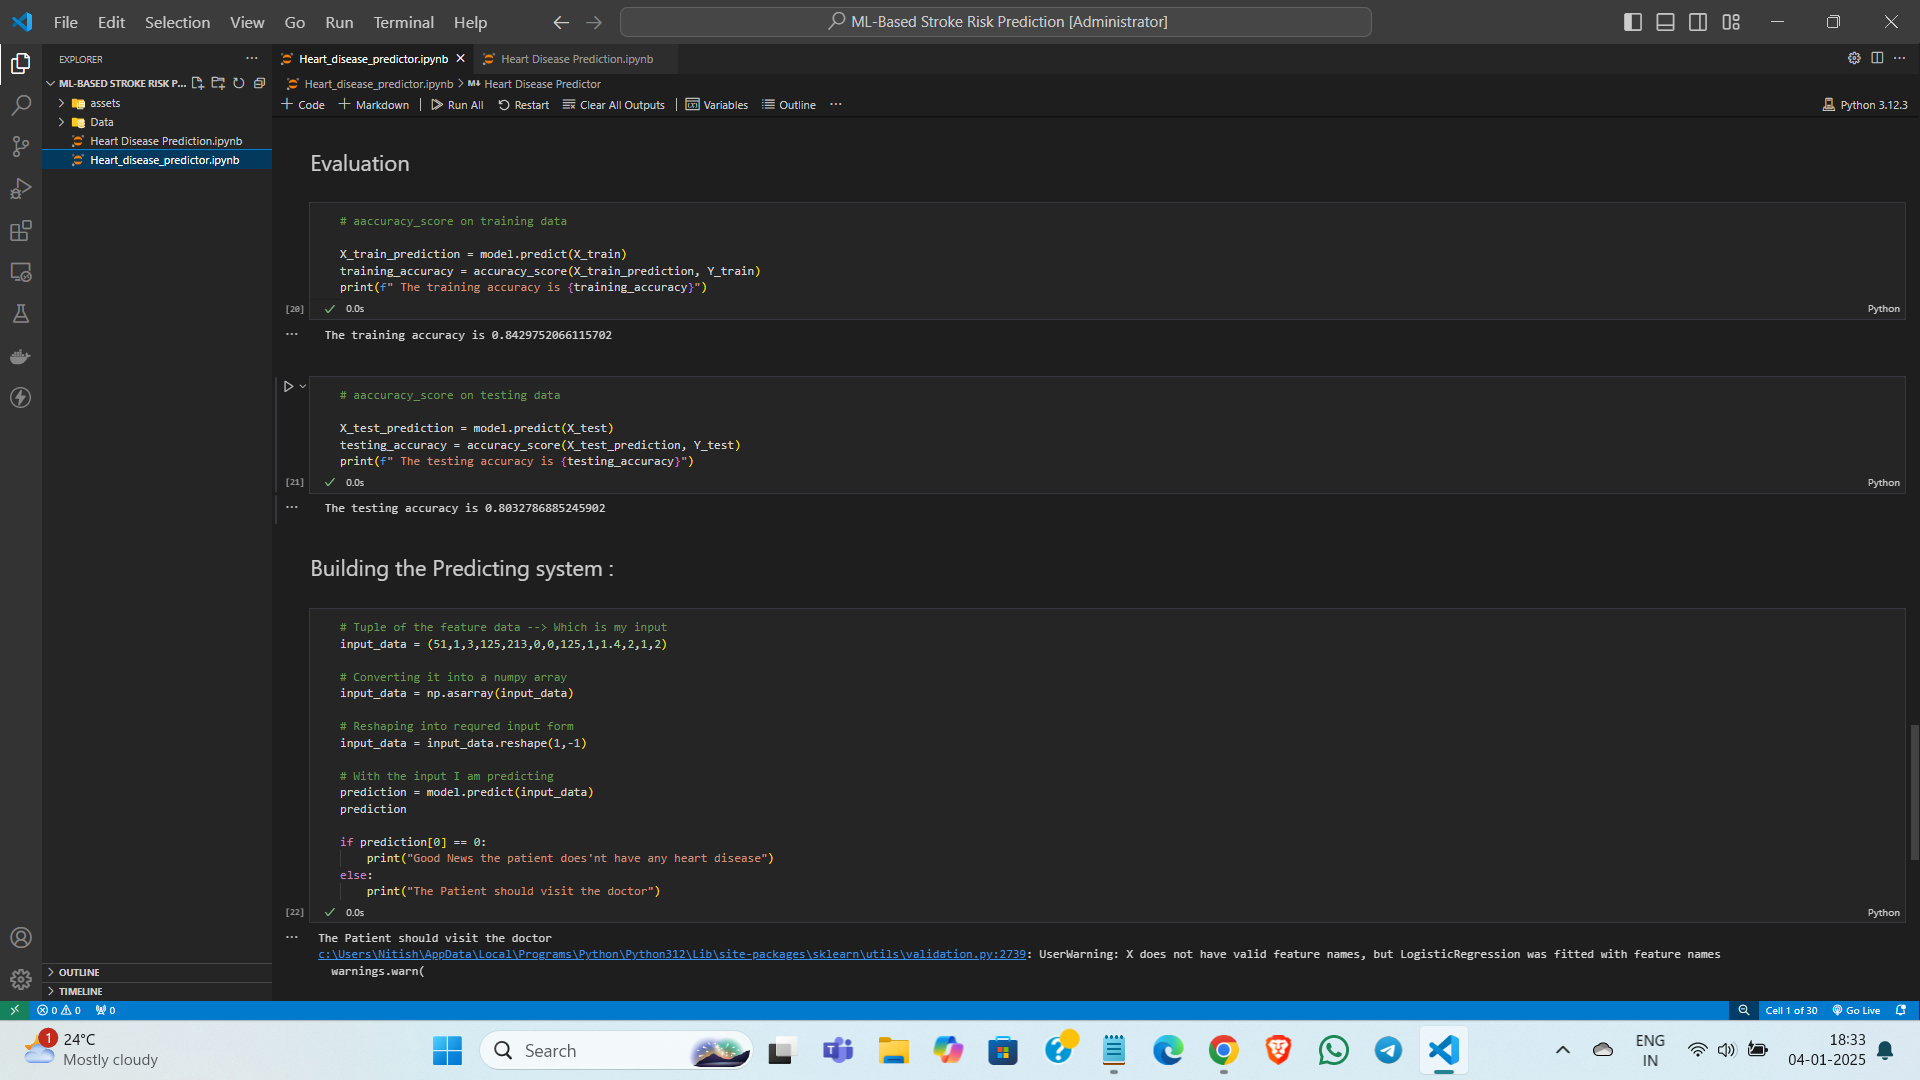 File Edit Selection View Go Run Terminal Help
ML-Based Stroke Risk Prediction [Administrator]
EXPLORER
ML-BASED STROKE RISK P...
assets
Data
Heart Disease Prediction.ipynb
Heart_disease_predictor.ipynb
OUTLINE
TIMELINE
Heart_disease_predictor.ipynb
Heart Disease Prediction.ipynb
Heart_disease_predictor.ipynb > M↓ Heart Disease Predictor
+ Code + Markdown | Run All Restart Clear All Outputs | Variables Outline ...
Python 3.12.3
Evaluation
# aaccuracy_score on training data
X_train_prediction = model.predict(X_train)
training_accuracy = accuracy_score(X_train_prediction, Y_train)
print(f" The training accuracy is {training_accuracy}")
[20] 0.0s Python
The training accuracy is 0.8429752066115702
# aaccuracy_score on testing data
X_test_prediction = model.predict(X_test)
testing_accuracy = accuracy_score(X_test_prediction, Y_test)
print(f" The testing accuracy is {testing_accuracy}")
[21] 0.0s Python
The testing accuracy is 0.8032786885245902
Building the Predicting system :
# Tuple of the feature data --> Which is my input
input_data = (51,1,3,125,213,0,0,125,1,1.4,2,1,2)
# Converting it into a numpy array
input_data = np.asarray(input_data)
# Reshaping into requred input form
input_data = input_data.reshape(1,-1)
# With the input I am predicting
prediction = model.predict(input_data)
prediction
if prediction[0] == 0:
print("Good News the patient does'nt have any heart disease")
else:
print("The Patient should visit the doctor")
[22] 0.0s Python
The Patient should visit the doctor
c:\Users\Nitish\AppData\Local\Programs\Python\Python312\Lib\site-packages\sklearn\utils\validation.py:2739: UserWarning: X does not have valid feature names, but LogisticRegression was fitted with feature names
warnings.warn(
0 0 0
Cell 1 of 30 Go Live
1
24°C
Mostly cloudy
Search
ENG
IN
18:33
04-01-2025